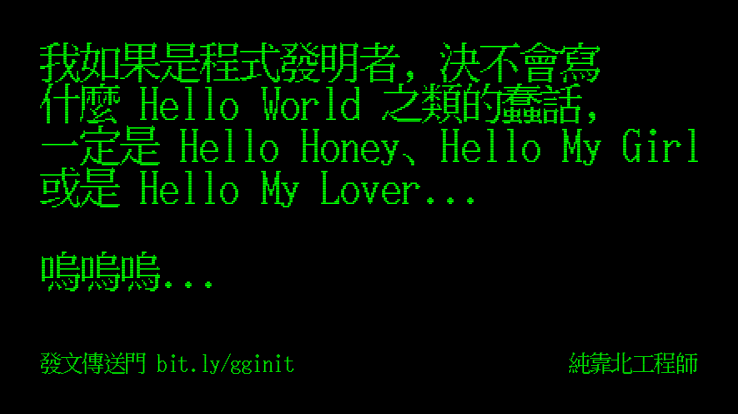 我如果是程式發明者, 決不會寫
什麼 Hello World 之類的蠢話,
一定是 Hello Honey、Hello My Girl
或是 Hello My Lover...
嗚嗚嗚...
發文傳送門 bit.ly/gginit
純靠北工程師